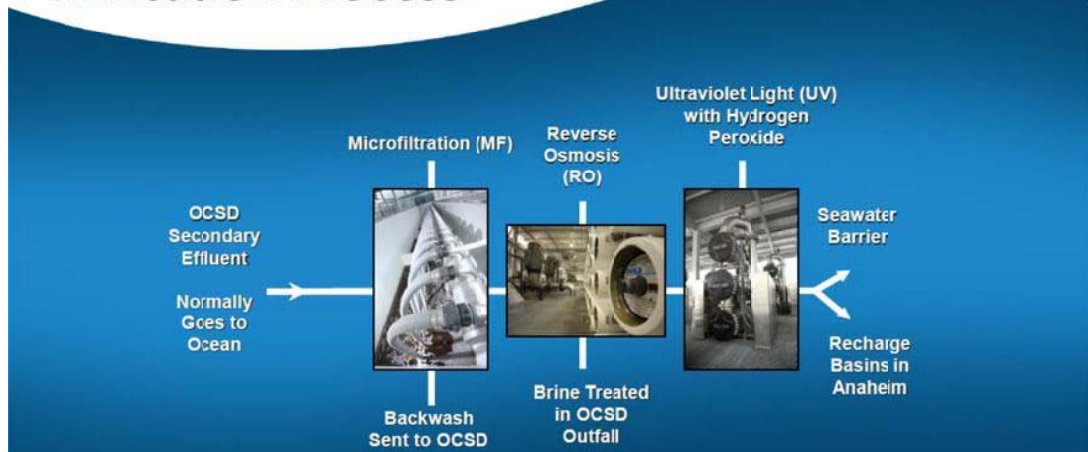 OCSD
Secondary
Effluent
Normally
Goes to
Ocean
Microfiltration (MF)
Backwash
Sent to OCSD
Reverse
Osmosis
(RO)
Brine Treated
in OCSD
Outfall
Ultraviolet Light (UV)
with Hydrogen
Peroxide
Seawater
Barrier
Recharge
Basins in
Anaheim